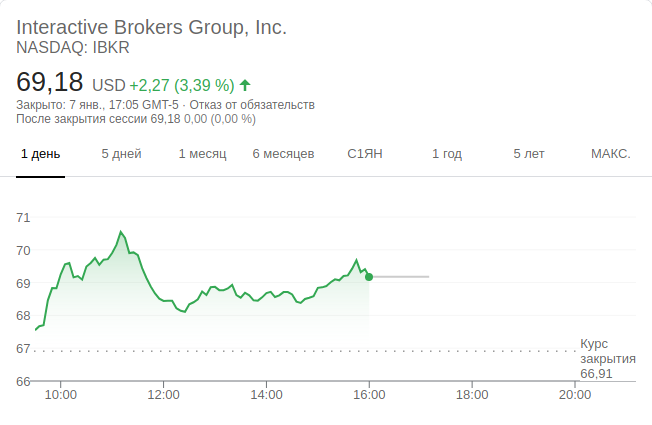 Interactive Brokers Group, Inc.
NASDAQ: IBKR
69,18 USD +2,27 (3,39 %)
Закрыто: 7 янв., 17:05 GMT-5 · Отказ от обязательств
После закрытия сессии 69,18 0,00 (0,00 %)
1 день 5 дней 1 месяц 6 месяцев С1ЯН 1 год 5 лет МАКС.
71
70
69
68
67
Курс
закрытия
66,91
66
10:00 12:00 14:00 16:00 18:00 20:00